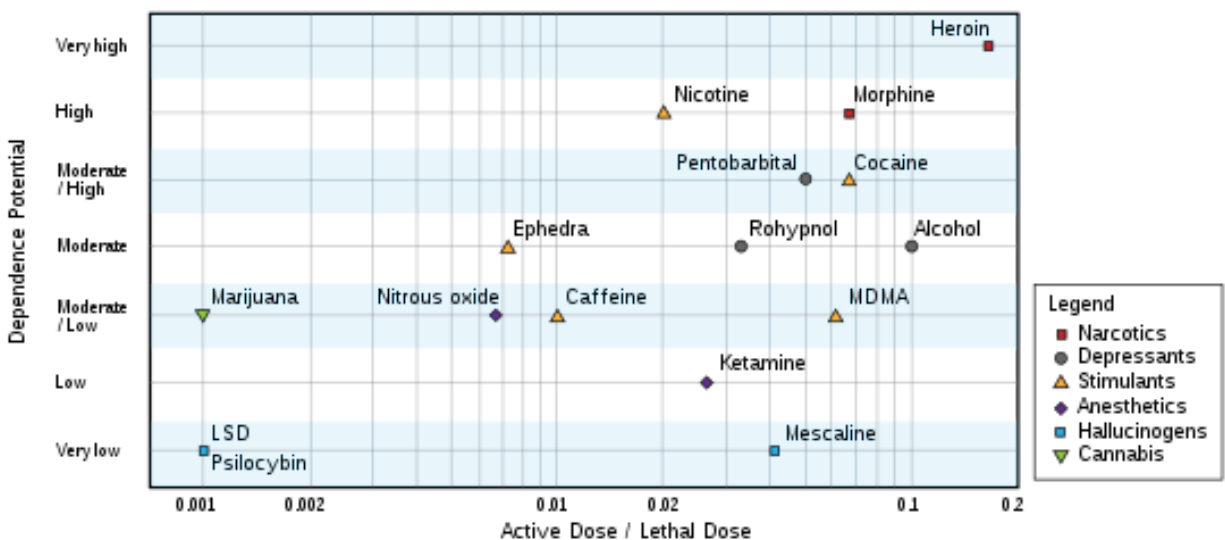 Heroin
Very high
Nicotine
Morphine
High
Pentobarbital
Cocaine
Moderate
/ High
Ephedra
Rohypnol
Alcohol
Moderate
Marijuana
Nitrous oxide
Caffeine
MDMA
Moderate
/ Low
Ketamine
Low
LSD
Psilocybin
Mescaline
Very low
Dependence Potential
0.001
0.002
0.01
0.02
0.1
0.2
Active Dose / Lethal Dose
Legend
Narcotics
Depressants
Stimulants
Anesthetics
Hallucinogens
Cannabis